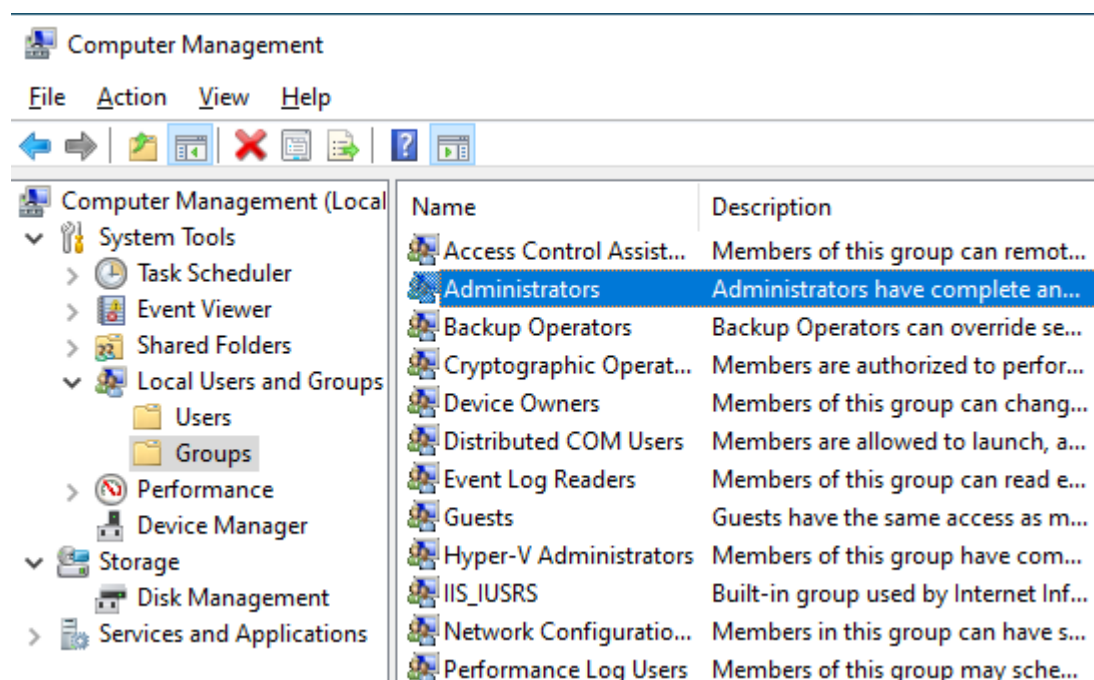 Computer Management
File Action View Help
Computer Management (Local
System Tools
Task Scheduler
Event Viewer
Shared Folders
Local Users and Groups
Users
Groups
Performance
Device Manager
Storage
Disk Management
Services and Applications
Name Description
Access Control Assist... Members of this group can remot...
Administrators Administrators have complete an...
Backup Operators Backup Operators can override se...
Cryptographic Operat... Members are authorized to perfor...
Device Owners Members of this group can chang...
Distributed COM Users Members are allowed to launch, a...
Event Log Readers Members of this group can read e...
Guests Guests have the same access as m...
Hyper-V Administrators Members of this group have com...
IIS_IUSRS Built-in group used by Internet Inf...
Network Configuratio... Members in this group can have s...
Performance Log Users Members of this group may sche...